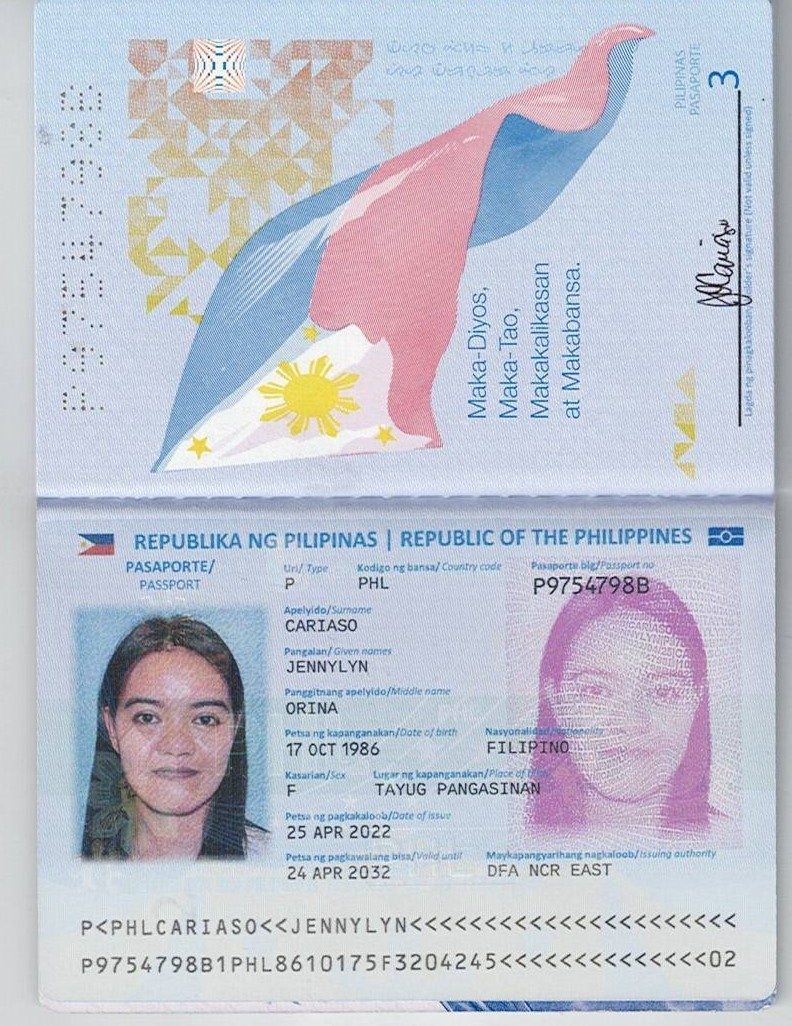 PILIPINAS
PASAPORTE
3
Maka-Diyos,
Maka-Tao,
Makakalikasan
at Makabansa.
Lagda ng pinagkalooban/Holder's signature (Not valid unless signed)
REPUBLIKA NG PILIPINAS | REPUBLIC OF THE PHILIPPINES
PASAPORTE/
PASSPORT
Uri/ Type Kodigo ng bansa/ Country code Pasaporte blg/Passport no
P PHL P9754798B
Apelyido/Surname
CARIASO
Pangalan/ Given names
JENNYLYN
Panggitnang apelyido/Middle name
ORINA
Petsa ng kapanganakan/Date of birth Nasyonalidad/Nationality
17 OCT 1986 FILIPINO
Kasarian/Sex Lugar ng kapanganakan/Place of birth
F TAYUG PANGASINAN
Petsa ng pagkakaloob/Date of issue
25 APR 2022
Petsa ng pagkawalang bisa/Valid until Maykapangyarihang nagkaloob/Issuing authority
24 APR 2032 DFA NCR EAST
P<PHLCARIASO<<JENNYLYN<<<<<<<<<<<<<<<<<<<<<<
P9754798B1PHL8610175F3204245<<<<<<<<<<<<<<02